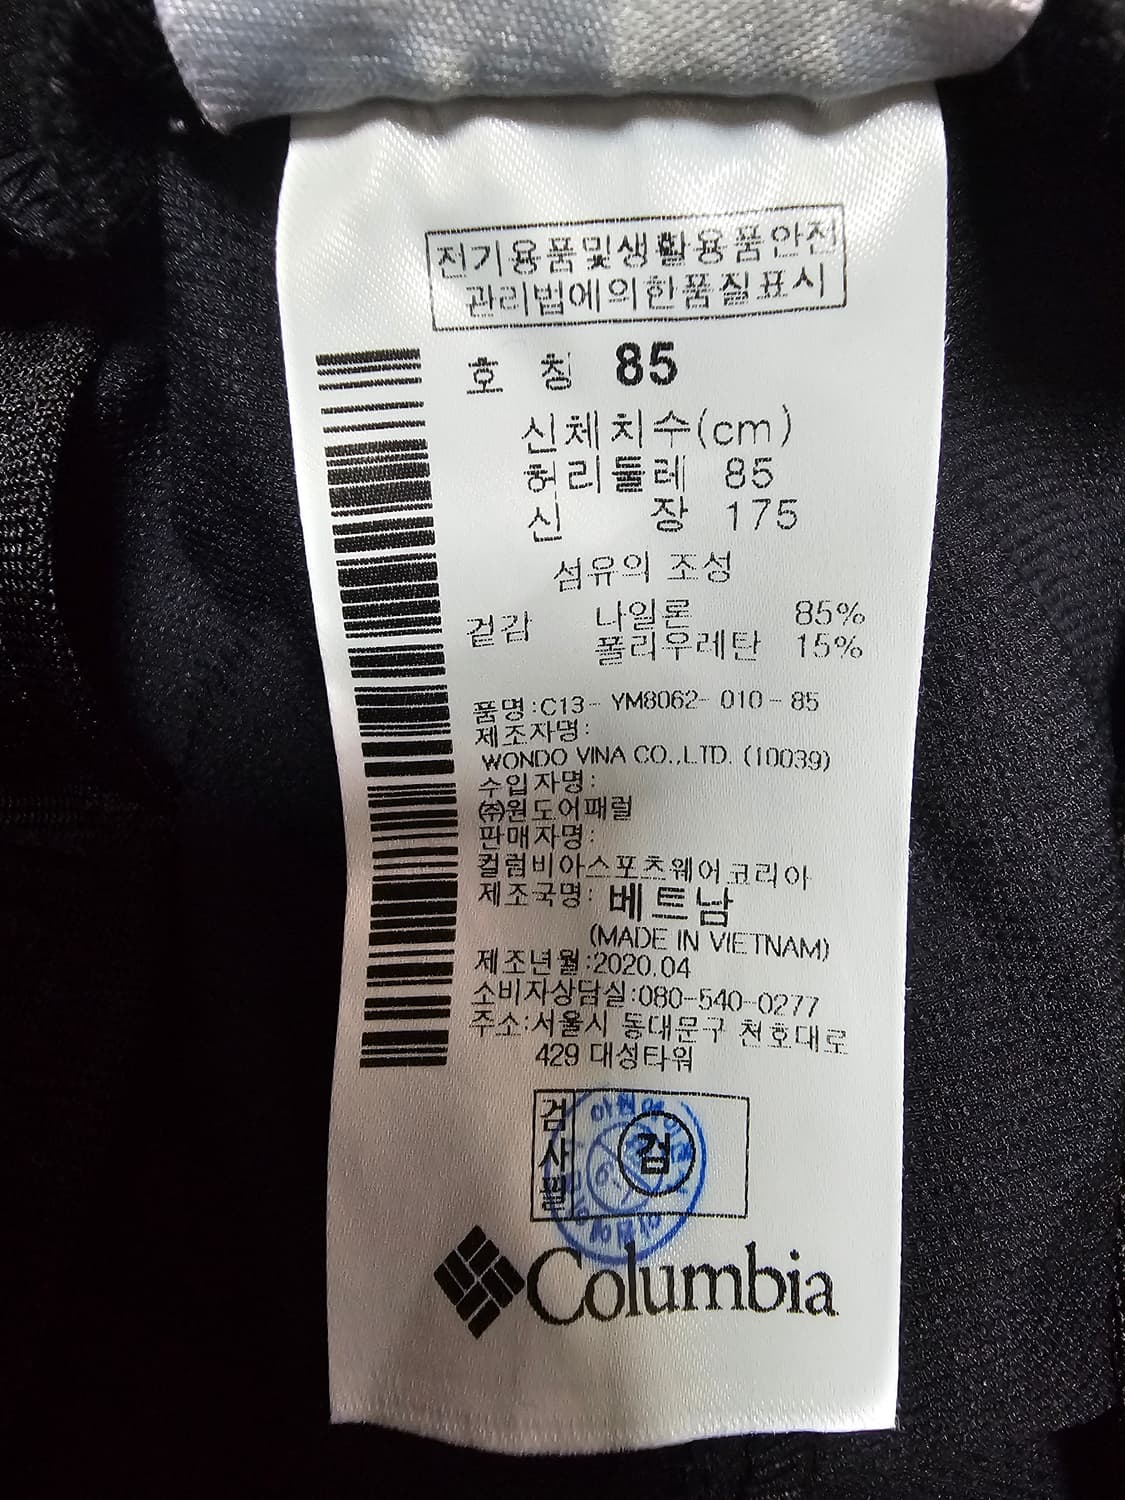 전기용품및생활용품안전
관리법에의한품질표시
호 칭 85
신체치수(cm)
허리둘레 85
신 장 175
섬유의 조성
겉감 나일론 85%
폴리우레탄 15%
품명:C13- YM8062- 010 - 85
제조자명:
WONDO VINA CO.,LTD. (10039)
수입자명:
㈜원도어패럴
판매자명:
컬럼비아스포츠웨어코리아
제조국명: 베트남
(MADE IN VIETNAM)
제조년월:2020.04
소비자상담실:080-540-0277
주소:서울시 동대문구 천호대로
429 대성타워
검사필
검
Columbia